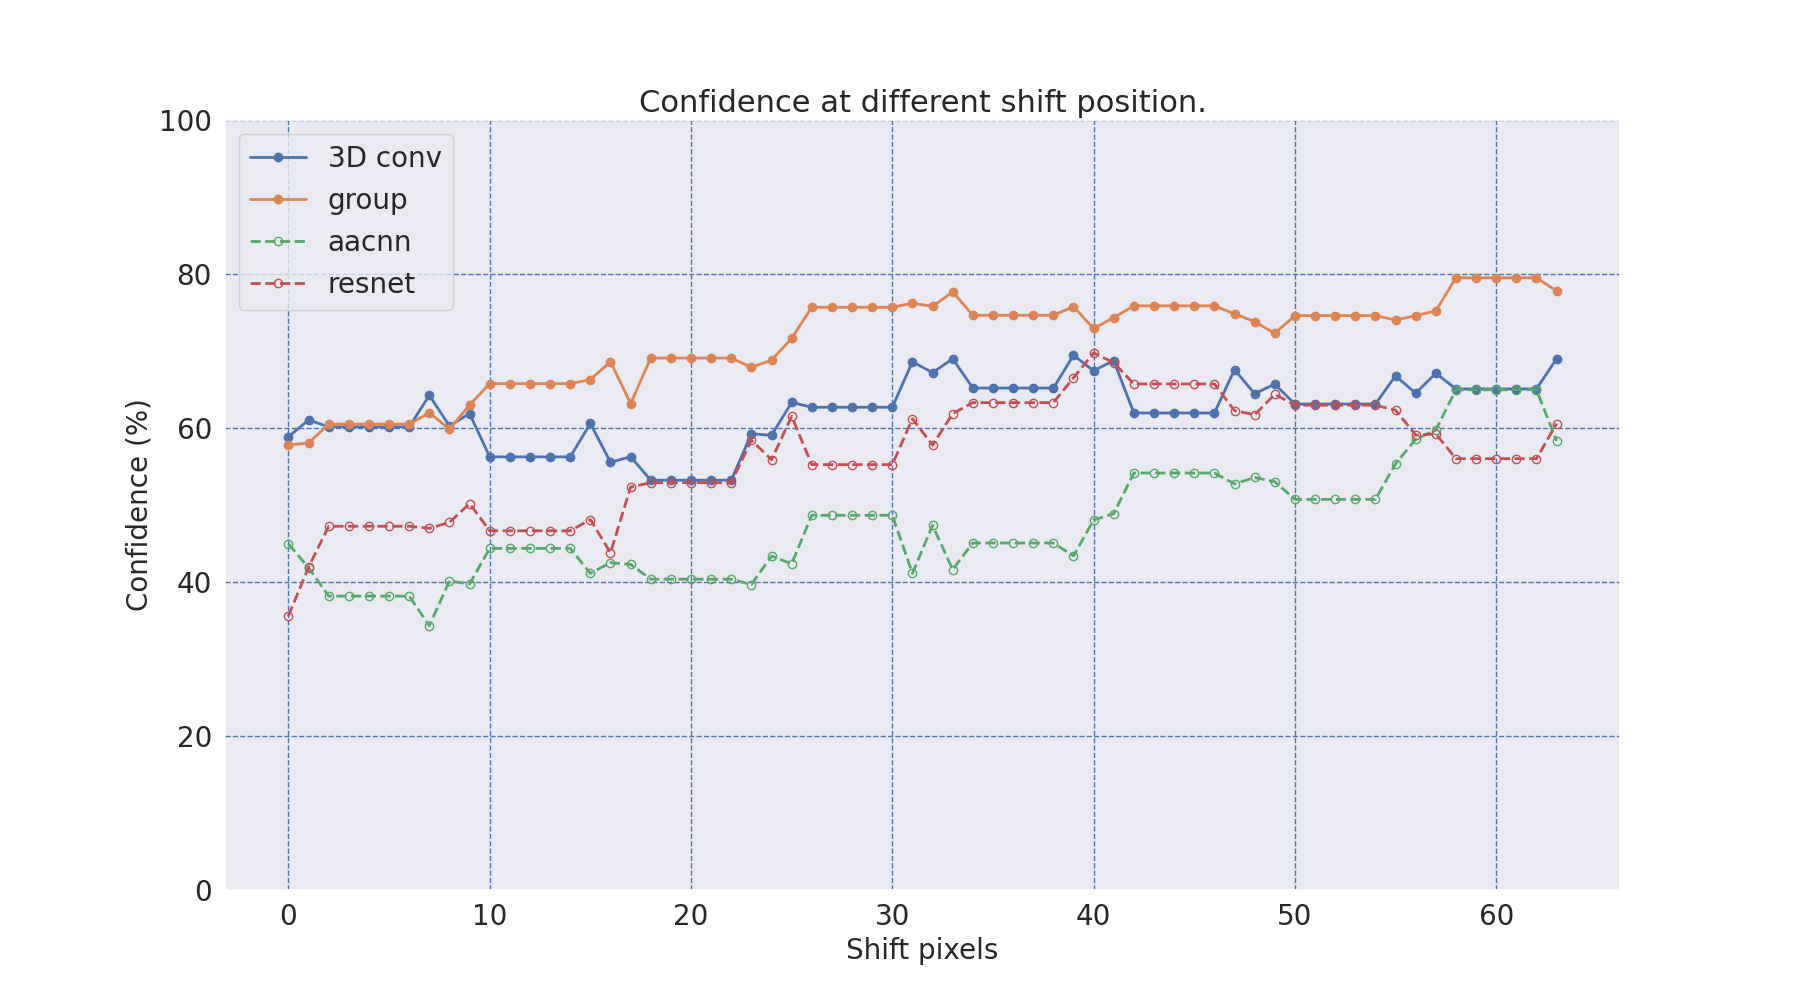 Confidence at different shift position.
100
80
60
40
20
0
Confidence (%)
3D conv
group
aacnn
resnet
0 10 20 30 40 50 60
Shift pixels